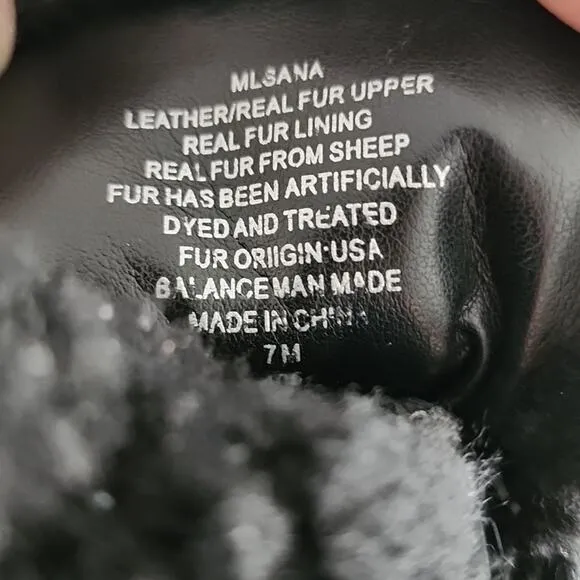 MLSANA
LEATHER/REAL FUR UPPER
REAL FUR LINING
REAL FUR FROM SHEEP
FUR HAS BEEN ARTIFICIALLY
DYED AND TREATED
FUR ORIIGIN·USA
BALANCE MAN MADE
MADE IN CHINA
7 M